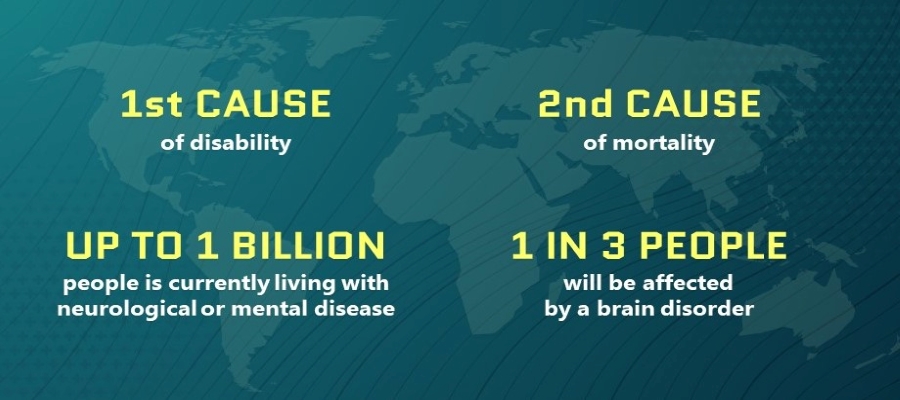 1st CAUSE
of disability
2nd CAUSE
of mortality
UP TO 1 BILLION
people is currently living with
neurological or mental disease
1 IN 3 PEOPLE
will be affected
by a brain disorder